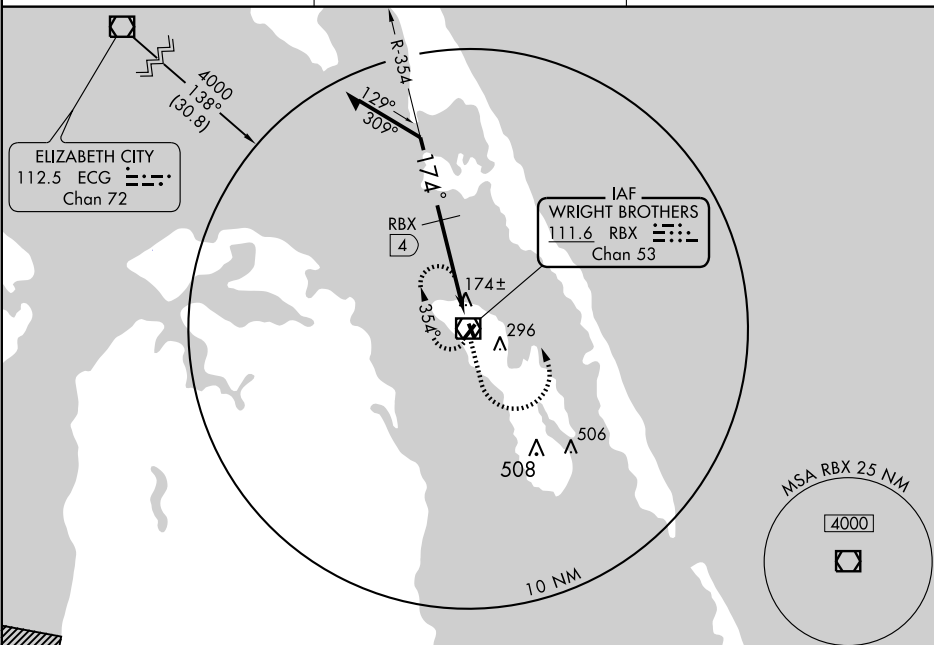 R-354
4000
138°
(30.8)
129°
309°
ELIZABETH CITY
112.5 ECG
Chan 72
174°
IAF
WRIGHT BROTHERS
111.6 RBX
Chan 53
RBX
4
174±
354°
296
508
506
MSA RBX 25 NM
4000
10 NM